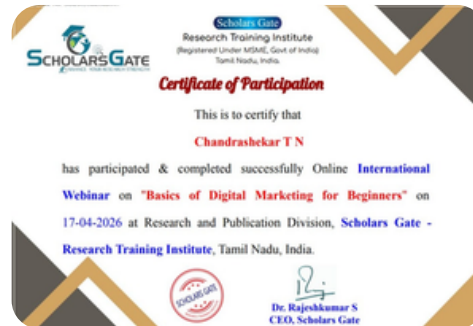 SCHOLARSGATE
Scholars Gate
Research Training Institute
(Registered Under MSME, Govt of India)
Tamil Nadu, India.
Certificate of Participation
This is to certify that
Chandrashekar T N
has participated & completed successfully Online International
Webinar on "Basics of Digital Marketing for Beginners" on
17-04-2026 at Research and Publication Division, Scholars Gate -
Research Training Institute, Tamil Nadu, India.
SCHOLARS GATE
Dr. Rajeshkumar S
CEO, Scholars Gate